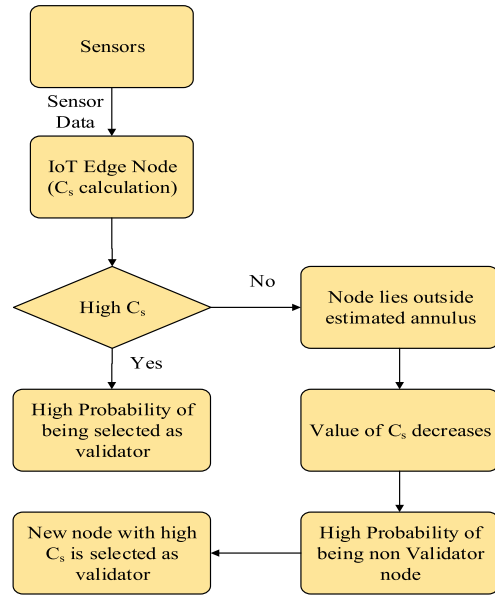 Sensors
Sensor
Data
IoT Edge Node
(Cs calculation)
High Cs
No
Node lies outside
estimated annulus
Yes
High Probability of
being selected as
validator
Value of Cs decreases
New node with high
Cs is selected as
validator
High Probability of
being non Validator
node